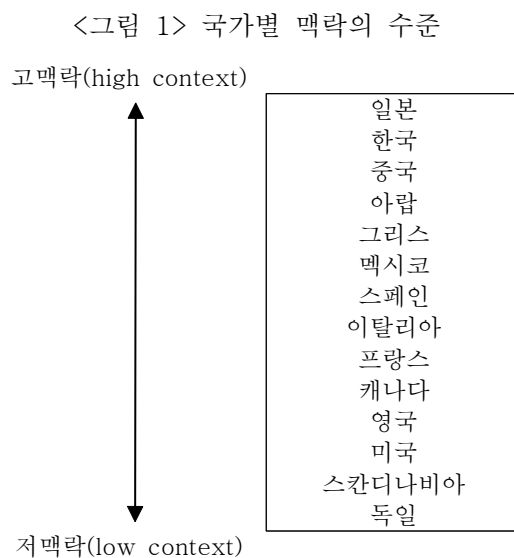 <그림 1> 국가별 맥락의 수준
고맥락(high context)
일본
한국
중국
아랍
그리스
멕시코
스페인
이탈리아
프랑스
캐나다
영국
미국
스칸디나비아
독일
저맥락(low context)